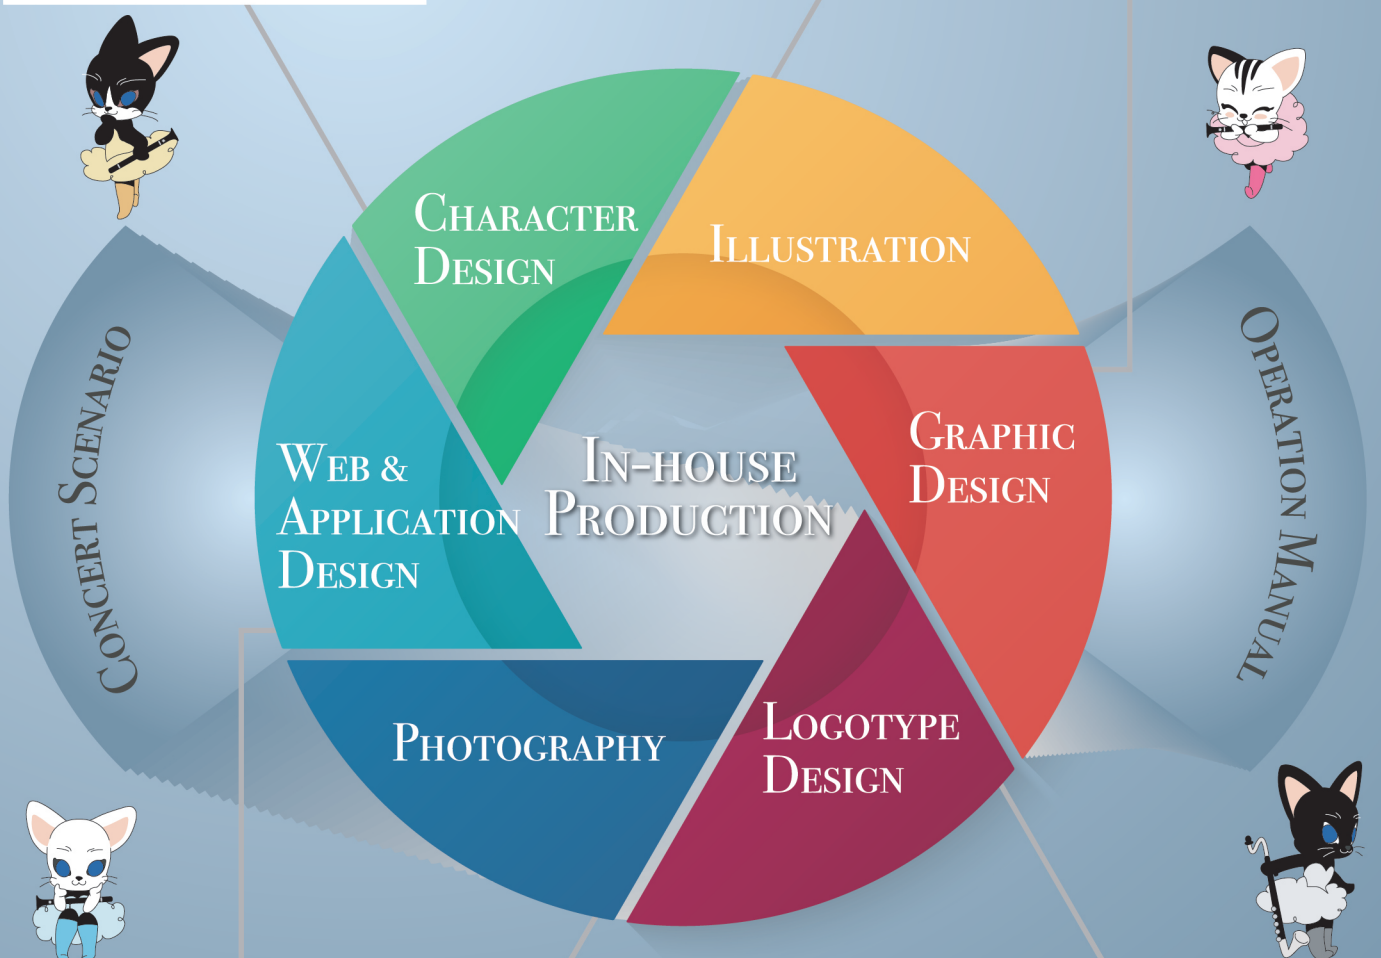 Character
Design
Illustration
Concert Scenario
Operation Manual
Graphic
Design
Web &
Application
Design
In-house
Production
Logotype
Design
Photography